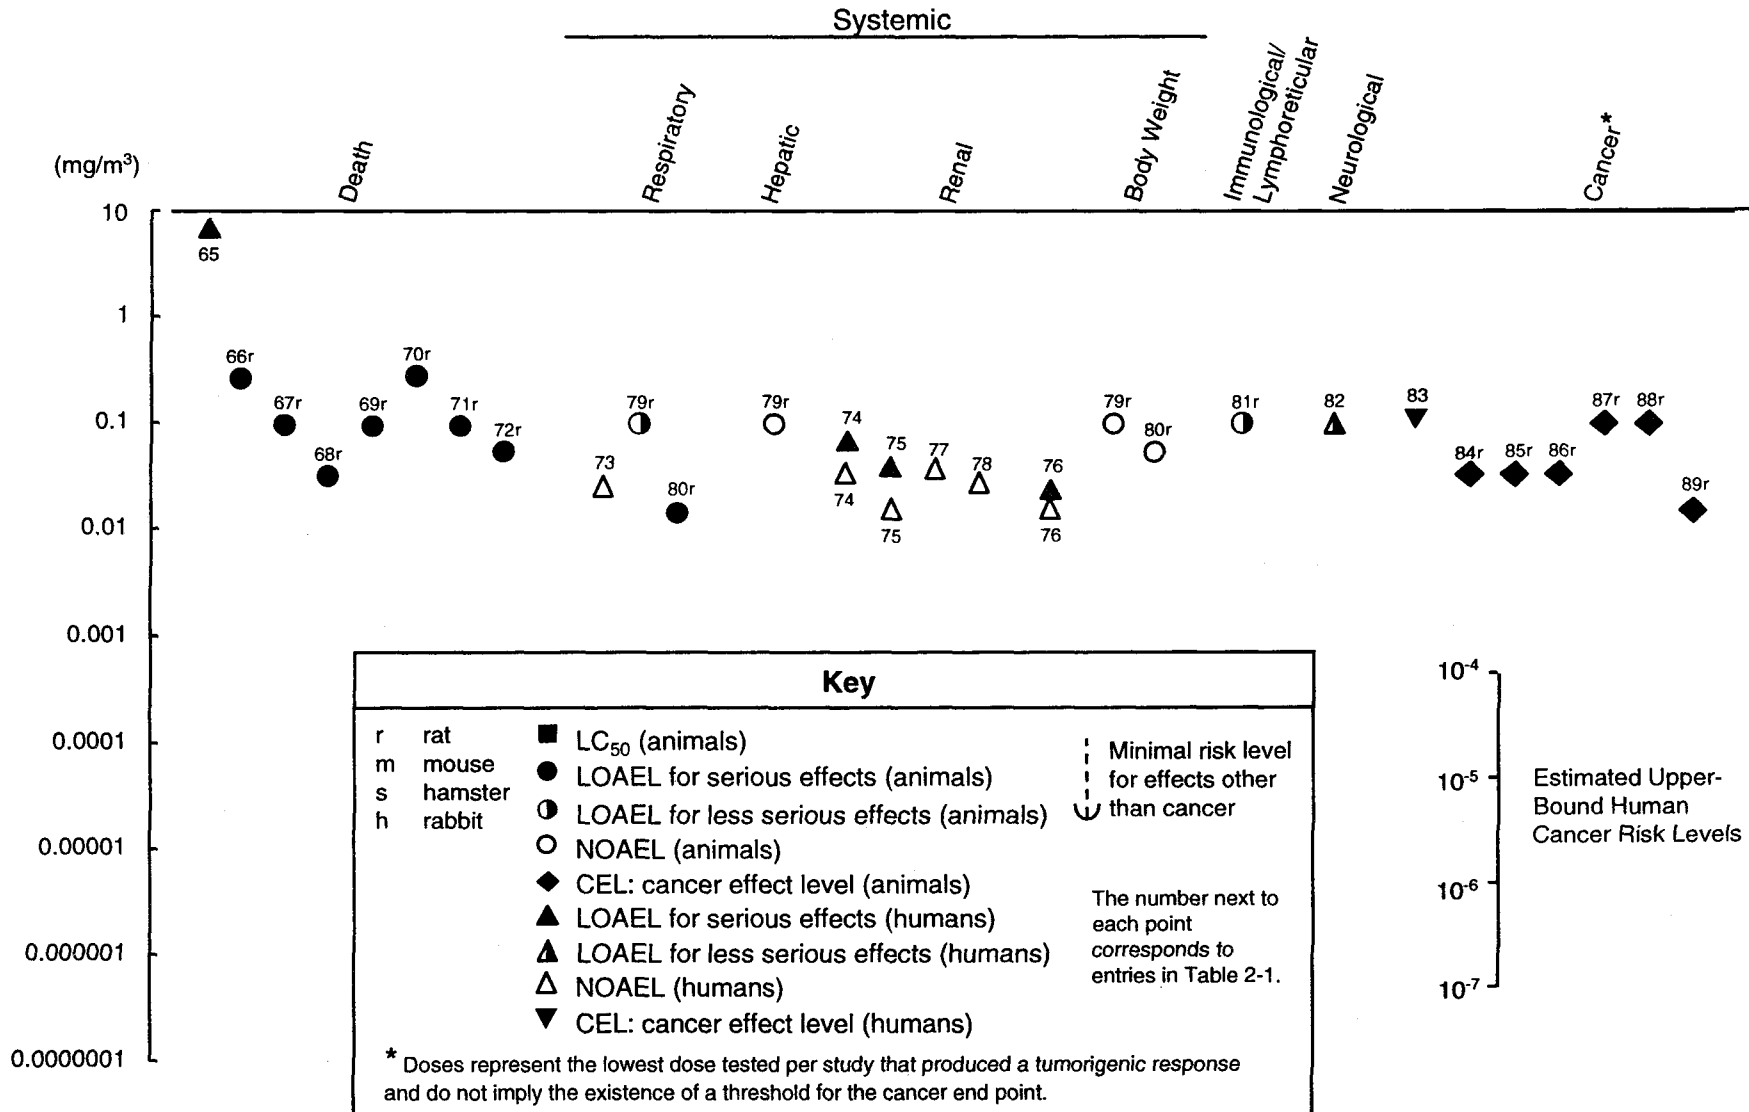 Systemic
(mg/m³)
Death
Respiratory
Hepatic
Renal
Body Weight
Immunological/
Lymphoreticular
Neurological
Cancer*
10
1
0.1
0.01
0.001
0.0001
0.00001
0.000001
0.0000001
65
66r
67r
68r
69r
70r
71r
72r
73
79r
80r
79r
74
74
75
75
77
78
76
76
79r
80r
81r
82
83
84r
85r
86r
87r
88r
89r
Key
r rat
m mouse
s hamster
h rabbit
LC₅₀ (animals)
LOAEL for serious effects (animals)
LOAEL for less serious effects (animals)
NOAEL (animals)
CEL: cancer effect level (animals)
LOAEL for serious effects (humans)
LOAEL for less serious effects (humans)
NOAEL (humans)
CEL: cancer effect level (humans)
Minimal risk level
for effects other
than cancer
The number next to
each point
corresponds to
entries in Table 2-1.
* Doses represent the lowest dose tested per study that produced a tumorigenic response
and do not imply the existence of a threshold for the cancer end point.
10⁻⁴
10⁻⁵
10⁻⁶
10⁻⁷
Estimated Upper-
Bound Human
Cancer Risk Levels